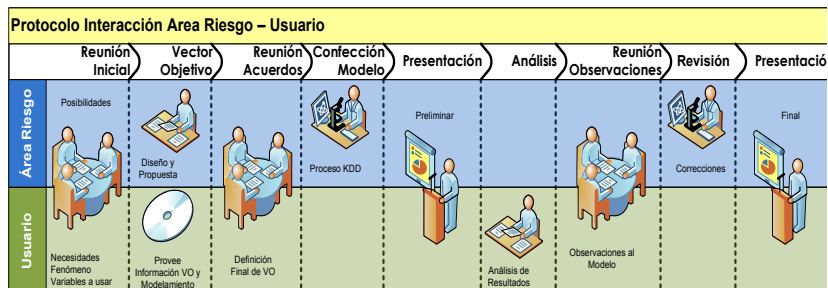 Protocolo Interacción Area Riesgo – Usuario
Reunión
Inicial
Vector
Objetivo
Reunión
Acuerdos
Confección
Modelo
Presentación
Análisis
Reunión
Observaciones
Revisión
Presentació
Área Riesgo
Posibilidades
Diseño y
Propuesta
Proceso KDD
Preliminar
Correcciones
Final
Usuario
Necesidades
Fenómeno
Variables a usar
Provee
Información VO y
Modelamiento
Definición
Final de VO
Análisis de
Resultados
Observaciones al
Modelo